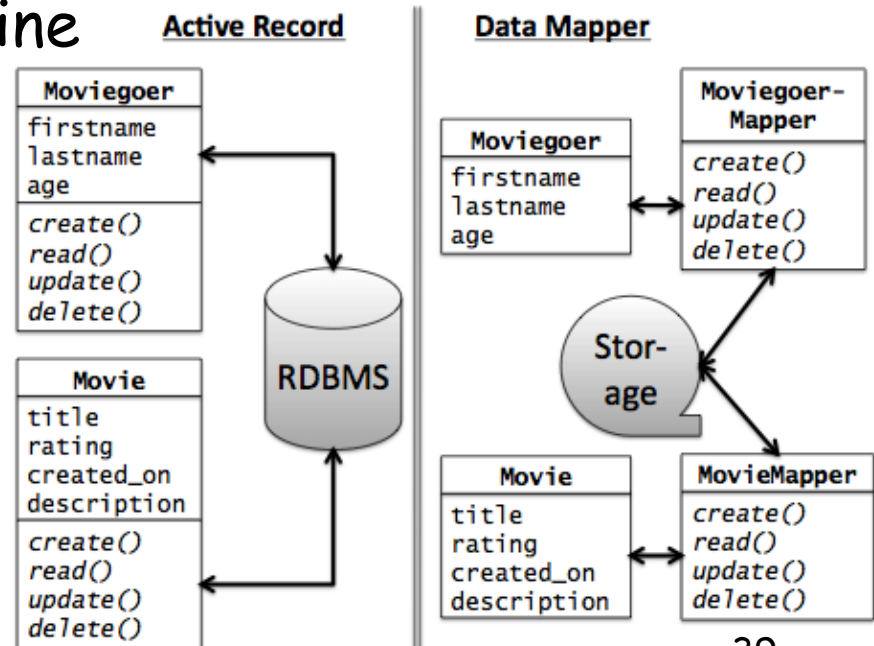 ine
Active Record
Moviegoer
firstname
lastname
age
create()
read()
update()
delete()
RDBMS
Movie
title
rating
created_on
description
create()
read()
update()
delete()
Data Mapper
Moviegoer
firstname
lastname
age
Moviegoer-
Mapper
create()
read()
update()
delete()
Stor-
age
Movie
title
rating
created_on
description
MovieMapper
create()
read()
update()
delete()